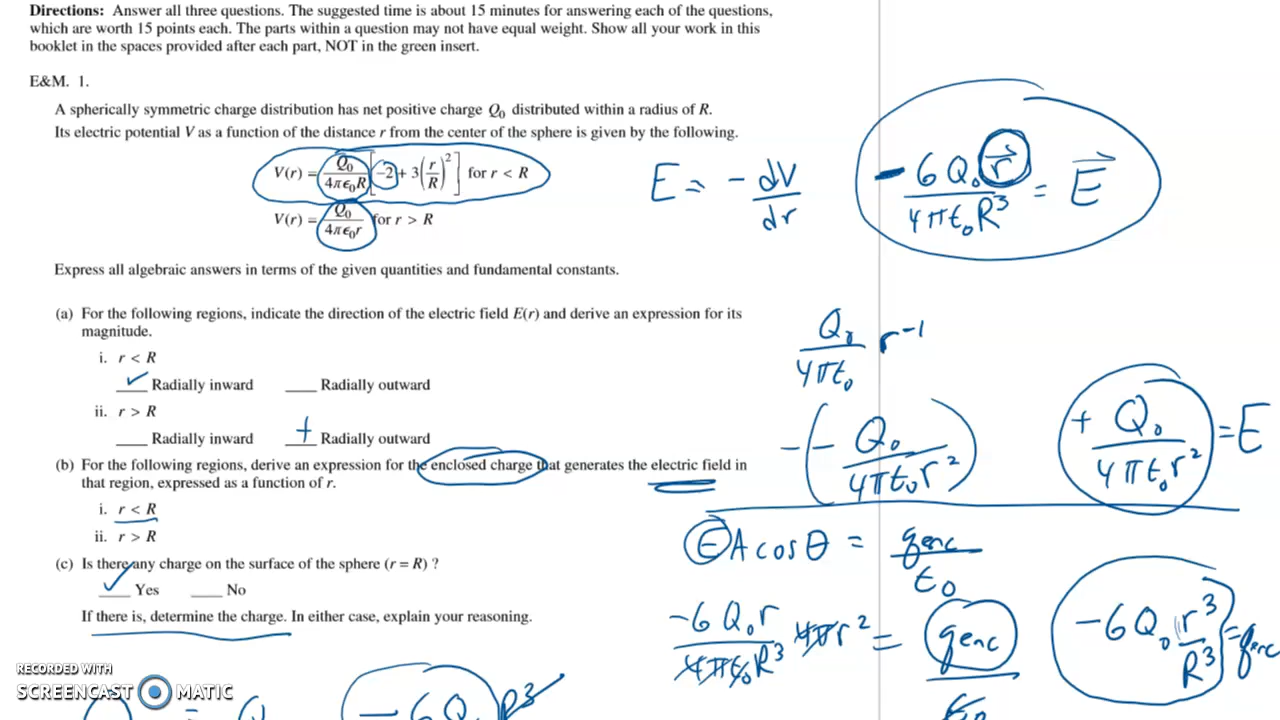 Directions: Answer all three questions. The suggested time is about 15 minutes for answering each of the questions,
which are worth 15 points each. The parts within a question may not have equal weight. Show all your work in this
booklet in the spaces provided after each part, NOT in the green insert.
E&M. 1.
A spherically symmetric charge distribution has net positive charge Q₀ distributed within a radius of R.
Its electric potential V as a function of the distance r from the center of the sphere is given by the following.
V(r) = Q₀/4πϵ₀R [−2 + 3(r/R)²] for r < R
V(r) = Q₀/4πϵ₀r for r > R
E = − dV/dr
−6Q₀r⃗/4πϵ₀R³ = E⃗
Express all algebraic answers in terms of the given quantities and fundamental constants.
(a) For the following regions, indicate the direction of the electric field E(r) and derive an expression for its
magnitude.
i. r < R
✓ Radially inward ___ Radially outward
ii. r > R
___ Radially inward + Radially outward
Q₀/4πϵ₀ r⁻¹
−(− Q₀/4πϵ₀r²)
+ Q₀/4πϵ₀r² = E
(b) For the following regions, derive an expression for the enclosed charge that generates the electric field in
that region, expressed as a function of r.
i. r < R
ii. r > R
(c) Is there any charge on the surface of the sphere (r = R) ?
✓ Yes ___ No
If there is, determine the charge. In either case, explain your reasoning.
E A cos θ = qenc/ϵ₀
−6Q₀r/4πϵ₀R³ 4πr² = qenc/ϵ₀
−6Q₀ r³/R³ = qenc
RECORDED WITH
SCREENCAST MATIC
= Q
−6Q R³